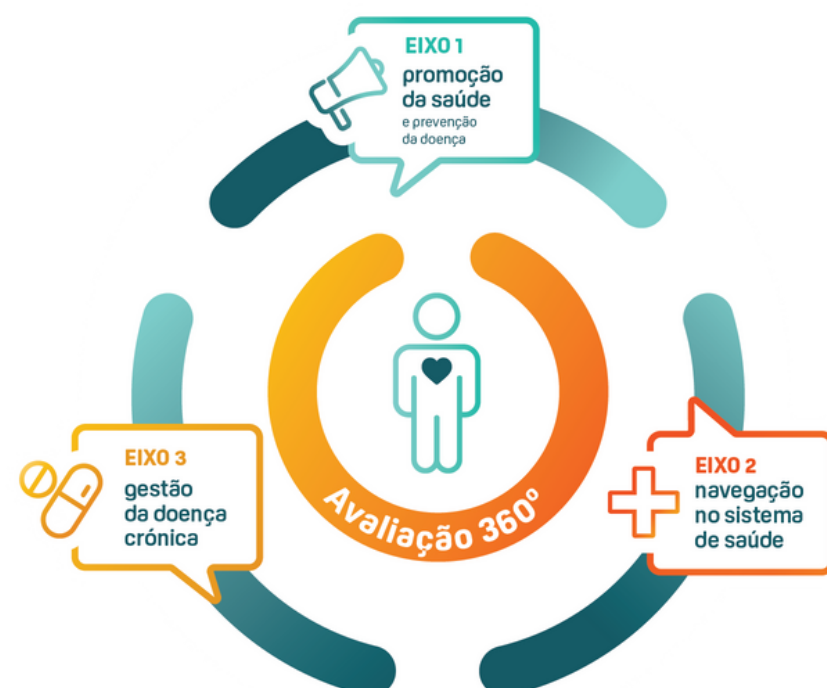 EIXO 1
promoção
da saúde
e prevenção
da doença
EIXO 3
gestão
da doença
crónica
EIXO 2
navegação
no sistema
de saúde
Avaliação 360º